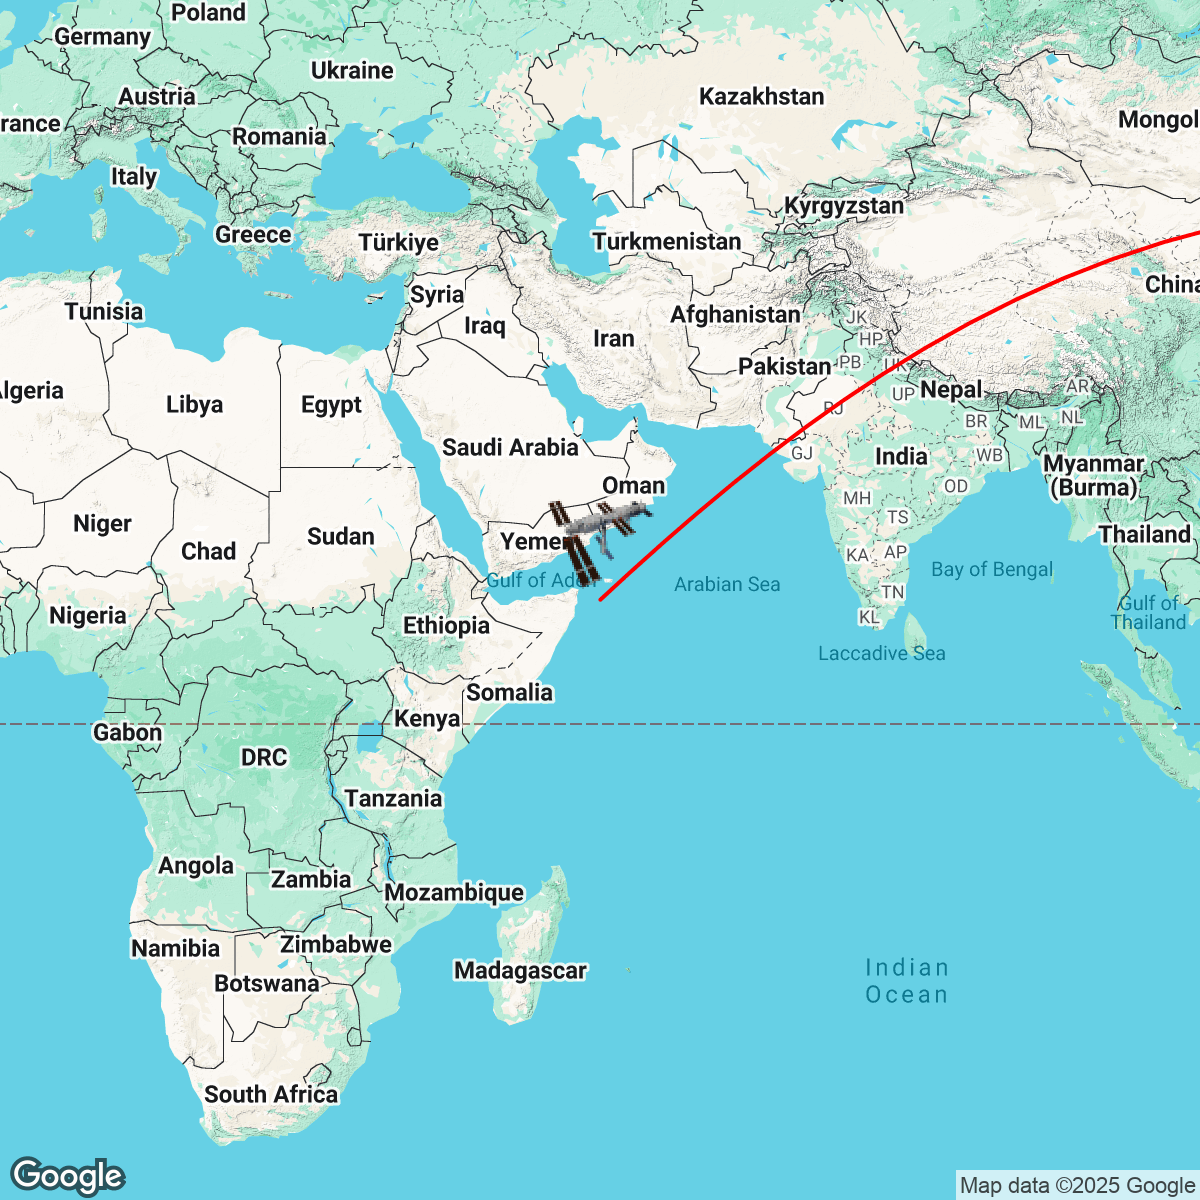 Poland
Germany
Ukraine
Austria
Kazakhstan
rance
Romania
Mongol
Italy
Kyrgyzstan
Greece
Türkiye
Turkmenistan
Syria
China
Tunisia
Iraq
Afghanistan
JK
Iran
HP
Pakistan
PB
UK
lgeria
Libya
Egypt
UP
Nepal
AR
RJ
BR
ML
NL
Saudi Arabia
GJ
India
WB
Myanmar
(Burma)
Oman
MH
OD
Niger
TS
Chad
Sudan
Yemen
Thailand
KA
AP
Gulf of Ade
Arabian Sea
Bay of Bengal
TN
Nigeria
Ethiopia
KL
Gulf of
Thailand
Laccadive Sea
Somalia
Kenya
Gabon
DRC
Tanzania
Angola
Zambia
Mozambique
Namibia
Zimbabwe
Madagascar
Botswana
Indian
Ocean
South Africa
Google
Map data ©2025 Google